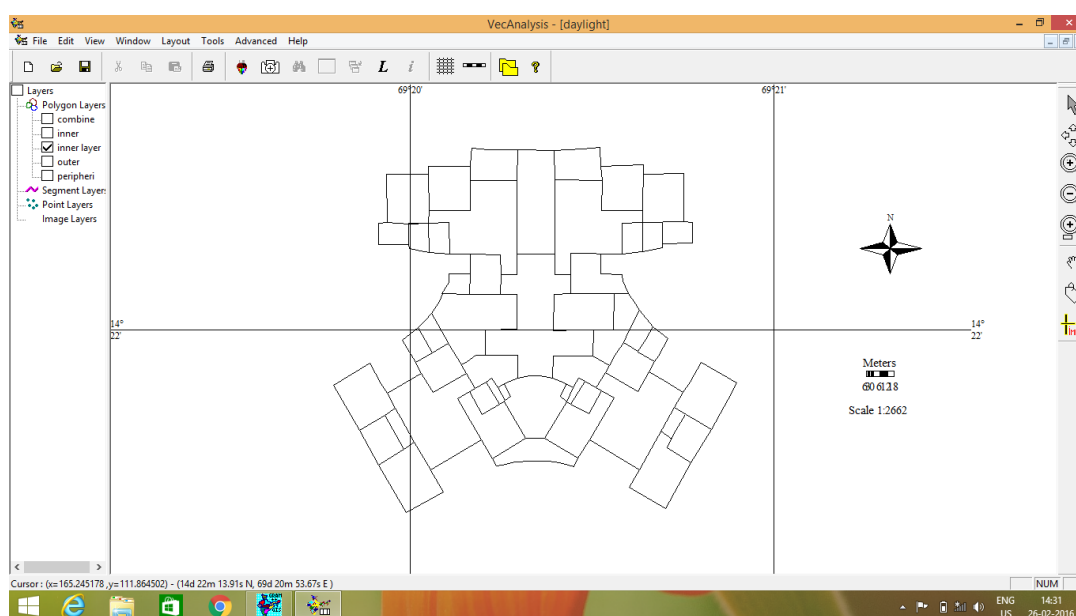 VecAnalysis - [daylight]
File Edit View Window Layout Tools Advanced Help
L i
Layers
Polygon Layers
combine
inner
inner layer
outer
peripheri
Segment Layer
Point Layers
Image Layers
69°20' 69°21'
N
14° 14°
22' 22'
Meters
Scale 1:2662
Cursor : (x=165.245178 ,y=111.864502) - (14d 22m 13.91s N, 69d 20m 53.67s E )
NUM
ENG 14:31
US 26-02-2016